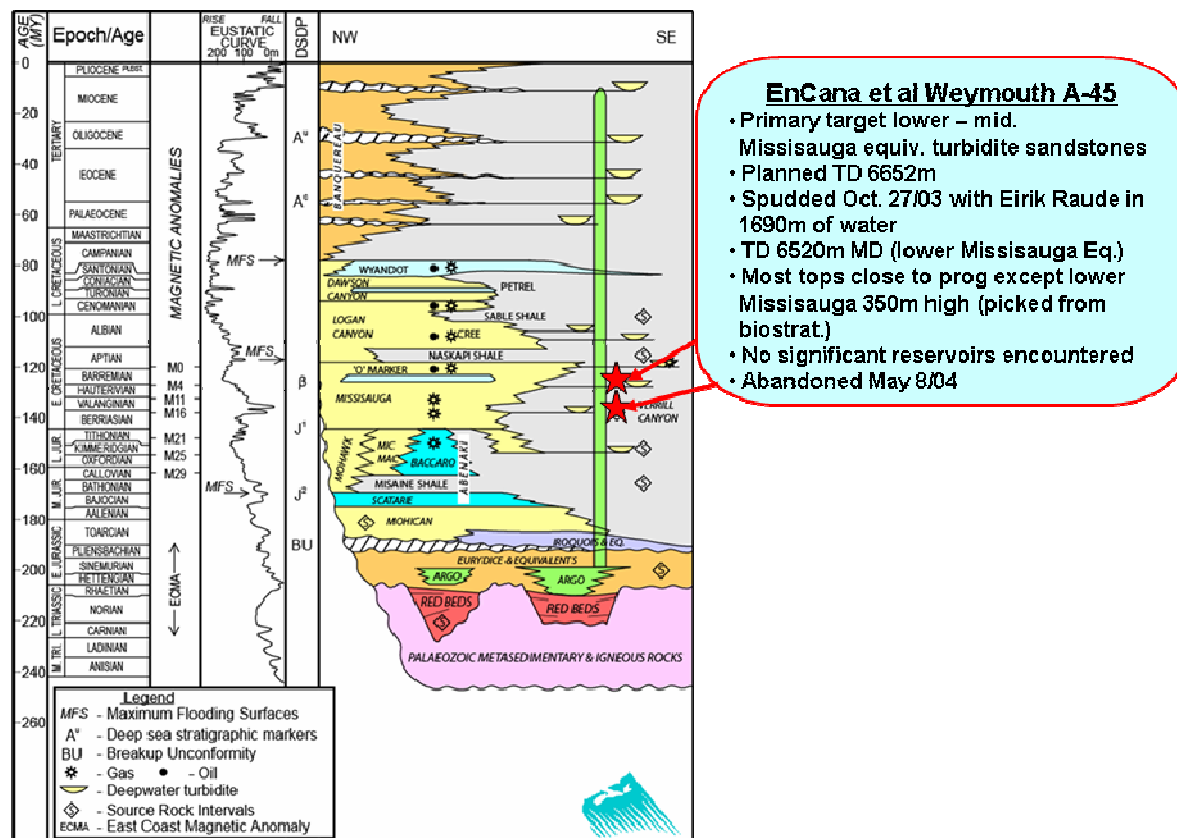 AGE (MY)
Epoch/Age
MAGNETIC ANOMALIES
RISE FALL
EUSTATIC
CURVE
200 100 0m
DSDP
NW
SE
0
20
40
60
80
100
120
140
160
180
200
220
240
260
TERTIARY
L CRETACEOUS
E CRETACEOUS
L. JUR.
M. JUR.
E JURASSIC
L TRIASSIC
M. TRI.
PLIOCENE PLEIST.
MIOCENE
OLIGOCENE
IEOCENE
PALAEOCENE
MAASTRICHTIAN
CAMPANIAN
SANTONIAN
CONIACIAN
TURONIAN
CENOMANIAN
ALBIAN
APTIAN
BARREMIAN
HAUTERIVIAN
VALANGINIAN
BERRIASIAN
TITHONIAN
KIMMERIDGIAN
OXFORDIAN
CALLOVIAN
BATHONIAN
BAJOCIAN
AALENIAN
TOARCIAN
PLIENSBACHIAN
SINEMURIAN
HETTENGIAN
RHAETIAN
NORIAN
CARNIAN
LADINIAN
ANISIAN
M0
M4
M11
M16
M21
M25
M29
ECMA
MFS
MFS
MFS
Aᵘ
Aᶜ
β
J¹
J²
BU
BANQUEREAU
WYANDOT
DAWSON
CANYON
PETREL
SABLE SHALE
LOGAN
CANYON
CREE
NASKAPI SHALE
'O' MARKER
MISSISAUGA
VERRILL
CANYON
MOHAWK
MIC
MAC
BACCARO
ABENAKI
MISAINE SHALE
SCATARIE
MOHICAN
IROQUOIS & EQ.
EURYDICE & EQUIVALENTS
ARGO
ARGO
RED BEDS
RED BEDS
PALAEOZOIC METASEDIMENTARY & IGNEOUS ROCKS
Legend
MFS - Maximum Flooding Surfaces
Aᵘ - Deep sea stratigraphic markers
BU - Breakup Unconformity
- Gas - Oil
- Deepwater turbidite
S - Source Rock Intervals
ECMA - East Coast Magnetic Anomaly
EnCana et al Weymouth A-45
• Primary target lower – mid.
Missisauga equiv. turbidite sandstones
• Planned TD 6652m
• Spudded Oct. 27/03 with Eirik Raude in
1690m of water
• TD 6520m MD (lower Missisauga Eq.)
• Most tops close to prog except lower
Missisauga 350m high (picked from
biostrat.)
• No significant reservoirs encountered
• Abandoned May 8/04